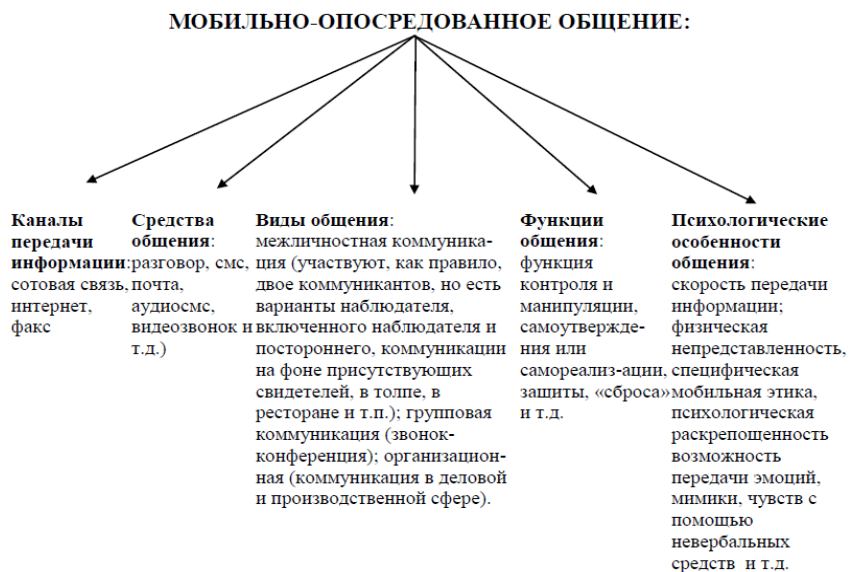 МОБИЛЬНО-ОПОСРЕДОВАННОЕ ОБЩЕНИЕ:
Каналы
передачи
информации:
сотовая связь,
интернет,
факс
Средства
общения:
разговор, смс,
почта,
аудиосмс,
видеозвонок и
т.д.)
Виды общения:
межличностная коммуника-
ция (участвуют, как правило,
двое коммуникантов, но есть
варианты наблюдателя,
включенного наблюдателя и
постороннего, коммуникации
на фоне присутствующих
свидетелей, в толпе, в
ресторане и т.п.); групповая
коммуникация (звонок-
конференция); организацион-
ная (коммуникация в деловой
и производственной сфере).
Функции
общения:
функция
контроля и
манипуляции,
самоутвержде-
ния или
самореализ-ации,
защиты, «сброса»
и т.д.
Психологические
особенности
общения:
скорость передачи
информации;
физическая
непредставленность,
специфическая
мобильная этика,
психологическая
раскрепощенность
возможность
передачи эмоций,
мимики, чувств с
помощью
невербальных
средств и т.д.